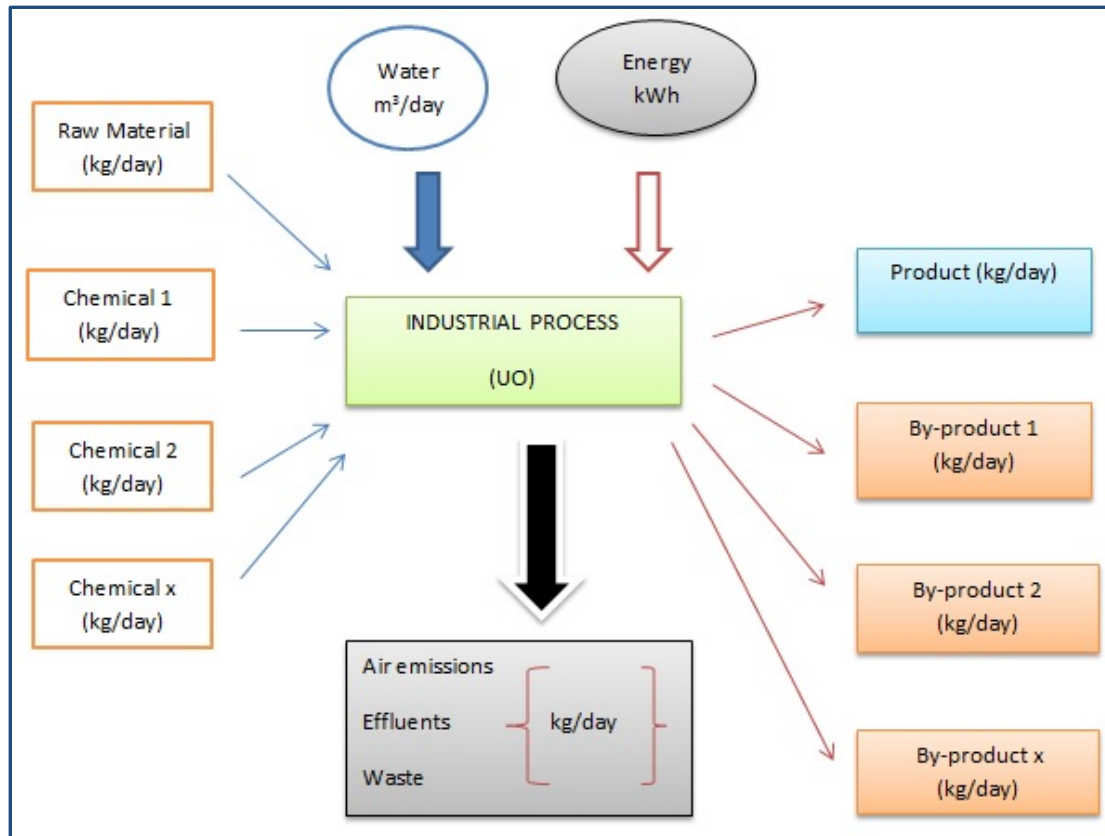 Water
m³/day
Energy
kWh
Raw Material
(kg/day)
Chemical 1
(kg/day)
Chemical 2
(kg/day)
Chemical x
(kg/day)
INDUSTRIAL PROCESS
(UO)
Product (kg/day)
By-product 1
(kg/day)
By-product 2
(kg/day)
By-product x
(kg/day)
Air emissions
Effluents kg/day
Waste